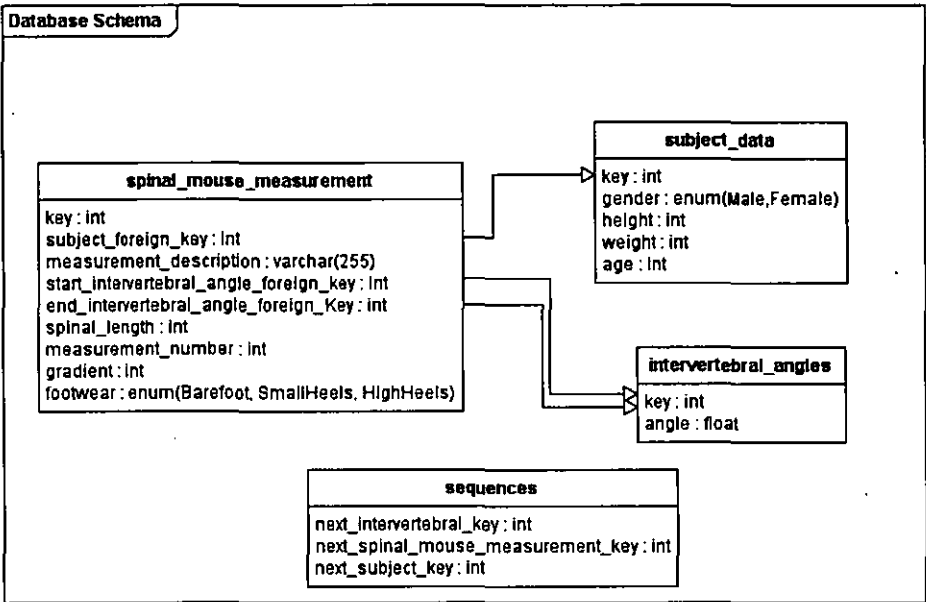 Database Schema
spinal_mouse_measurement
key : int
subject_foreign_key : int
measurement_description : varchar(255)
start_intervertebral_angle_foreign_key : int
end_intervertebral_angle_foreign_Key : int
spinal_length : int
measurement_number : int
gradient : int
footwear : enum(Barefoot, SmallHeels, HighHeels)
subject_data
key : int
gender : enum(Male,Female)
height : int
weight : int
age : int
intervertebral_angles
key : int
angle : float
sequences
next_intervertebral_key : int
next_spinal_mouse_measurement_key : int
next_subject_key : int